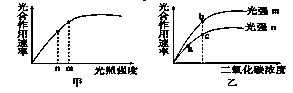 光合作用速率
n m
光照强度
甲
光合作用速率
光强 m
光强 n
b
a c
二氧化碳浓度
乙